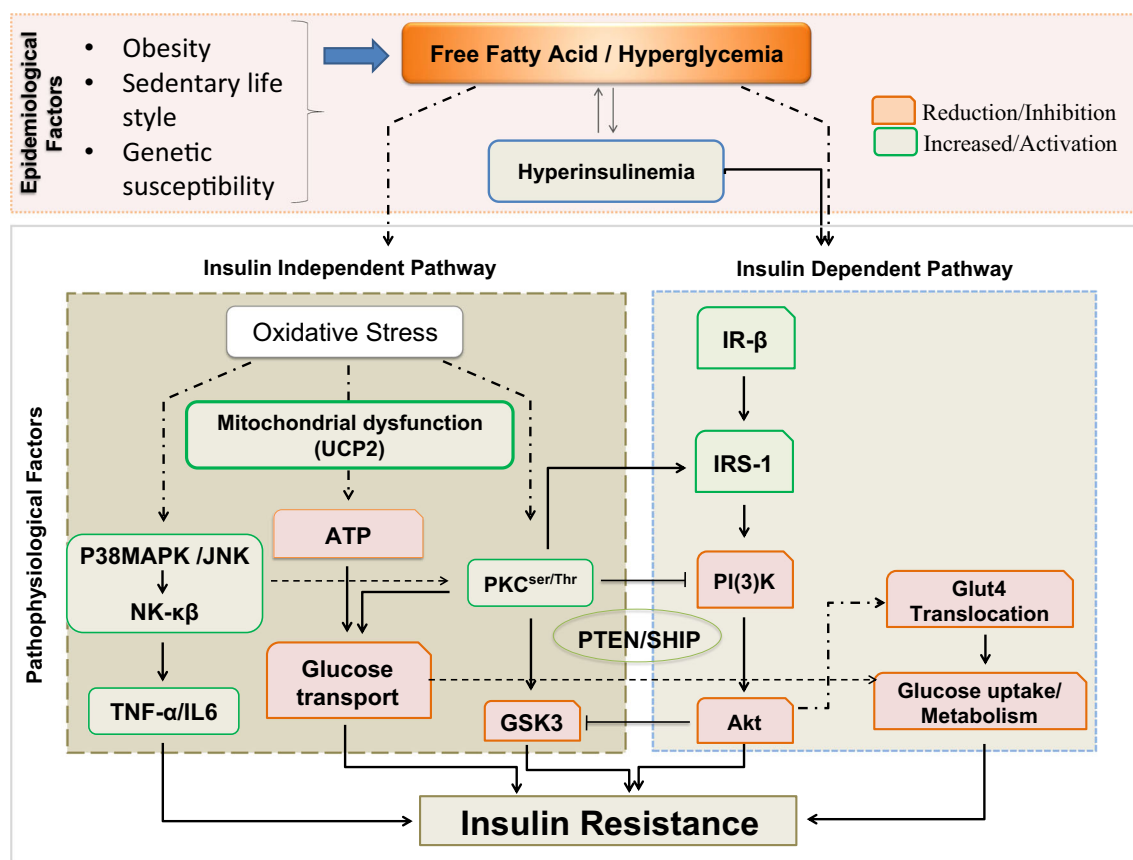 Epidemiological
Factors
• Obesity
• Sedentary life
style
• Genetic
susceptibility
Free Fatty Acid / Hyperglycemia
Hyperinsulinemia
Reduction/Inhibition
Increased/Activation
Pathophysiological Factors
Insulin Independent Pathway
Insulin Dependent Pathway
Oxidative Stress
Mitochondrial dysfunction
(UCP2)
ATP
P38MAPK /JNK
NK-κβ
TNF-α/IL6
PKCser/Thr
Glucose
transport
GSK3
IR-β
IRS-1
PI(3)K
PTEN/SHIP
Akt
Glut4
Translocation
Glucose uptake/
Metabolism
Insulin Resistance